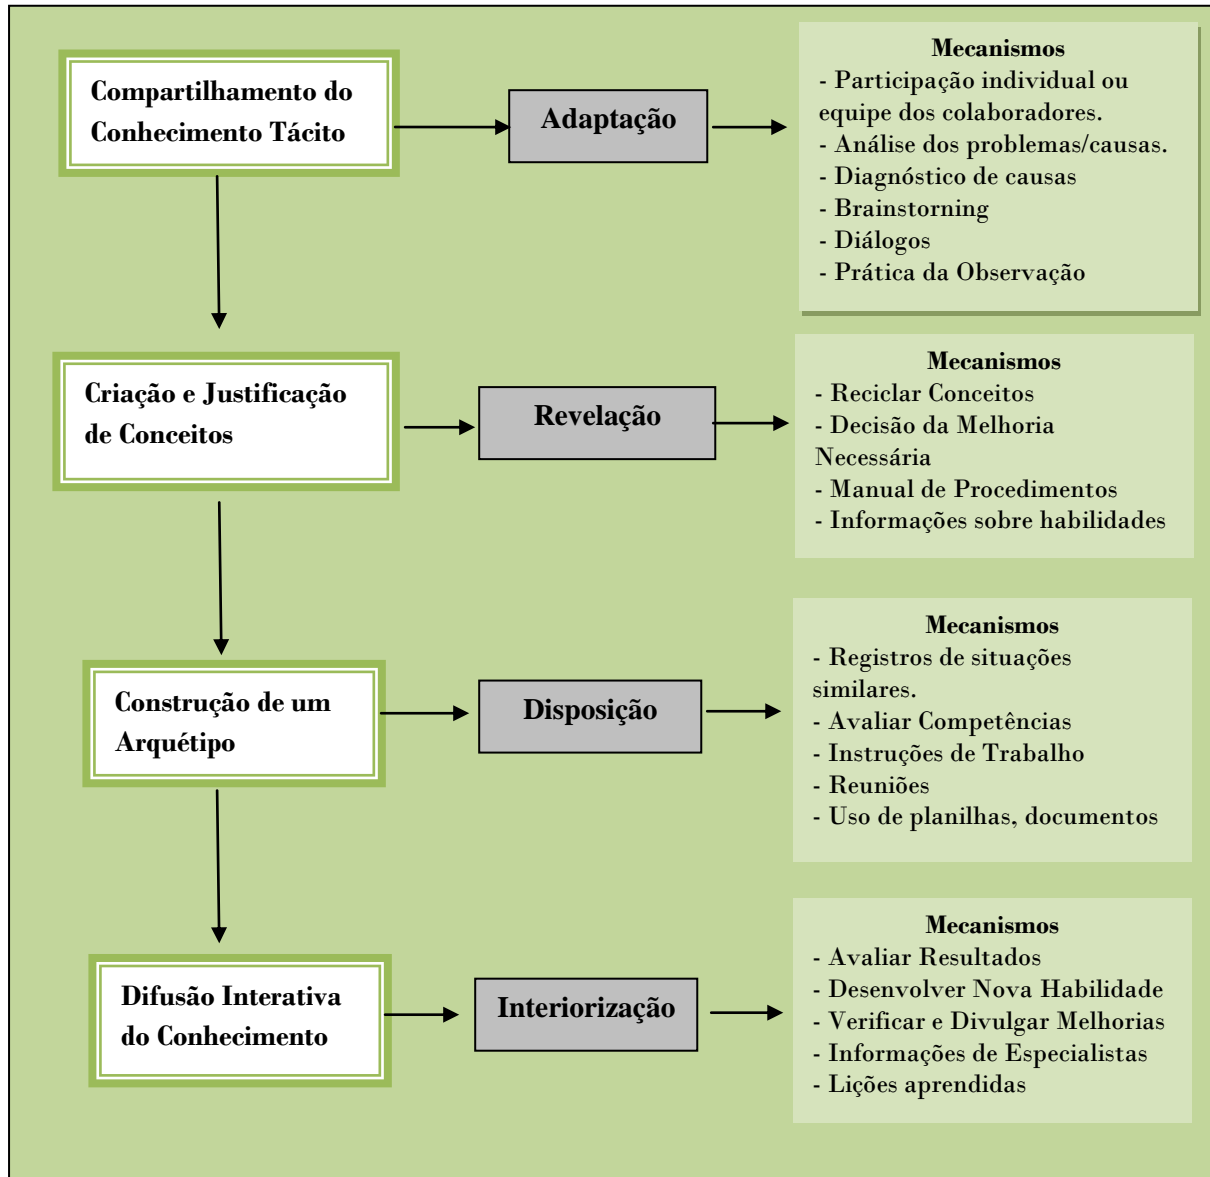 Compartilhamento do
Conhecimento Tácito
Adaptação
Mecanismos
- Participação individual ou
equipe dos colaboradores.
- Análise dos problemas/causas.
- Diagnóstico de causas
- Brainstorning
- Diálogos
- Prática da Observação
Criação e Justificação
de Conceitos
Revelação
Mecanismos
- Reciclar Conceitos
- Decisão da Melhoria
Necessária
- Manual de Procedimentos
- Informações sobre habilidades
Construção de um
Arquétipo
Disposição
Mecanismos
- Registros de situações
similares.
- Avaliar Competências
- Instruções de Trabalho
- Reuniões
- Uso de planilhas, documentos
Difusão Interativa
do Conhecimento
Interiorização
Mecanismos
- Avaliar Resultados
- Desenvolver Nova Habilidade
- Verificar e Divulgar Melhorias
- Informações de Especialistas
- Lições aprendidas